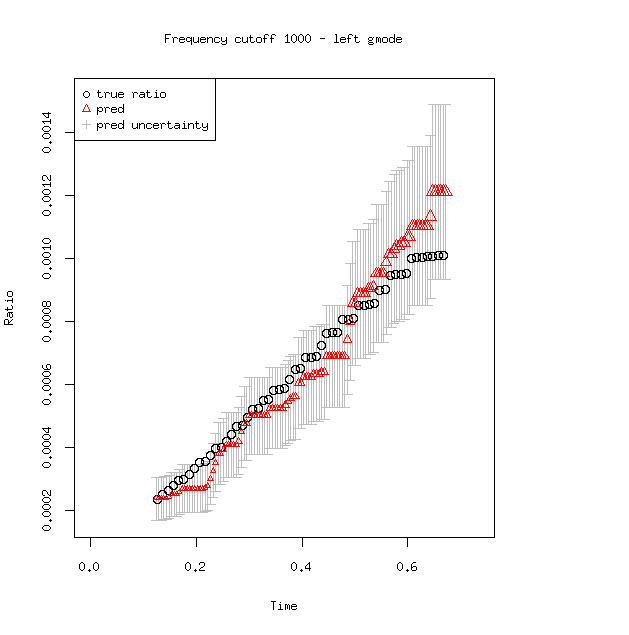 Frequency cutoff 1000 - left gmode
true ratio
pred
pred uncertainty
Ratio
0.0014
0.0012
0.0010
0.0008
0.0006
0.0004
0.0002
0.0 0.2 0.4 0.6
Time